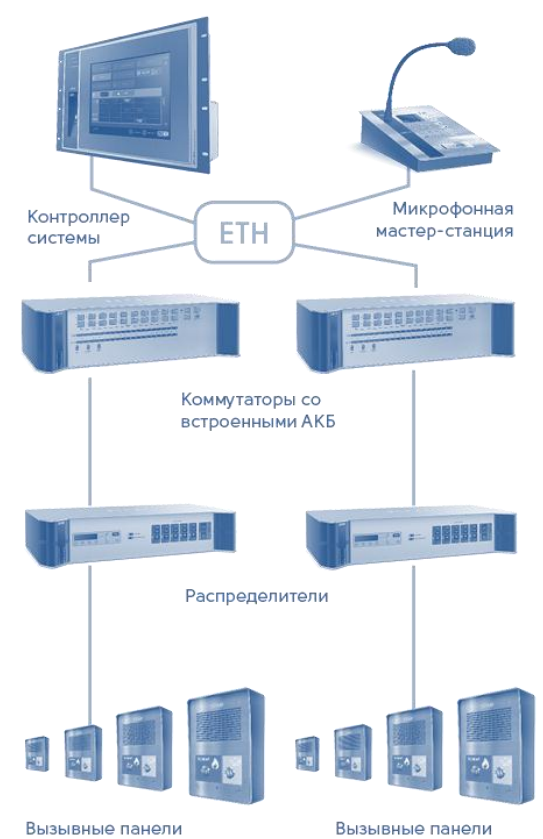 Контроллер
системы
ETH
Микрофонная
мастер-станция
Коммутаторы со
встроенными АКБ
Распределители
Вызывные панели
Вызывные панели